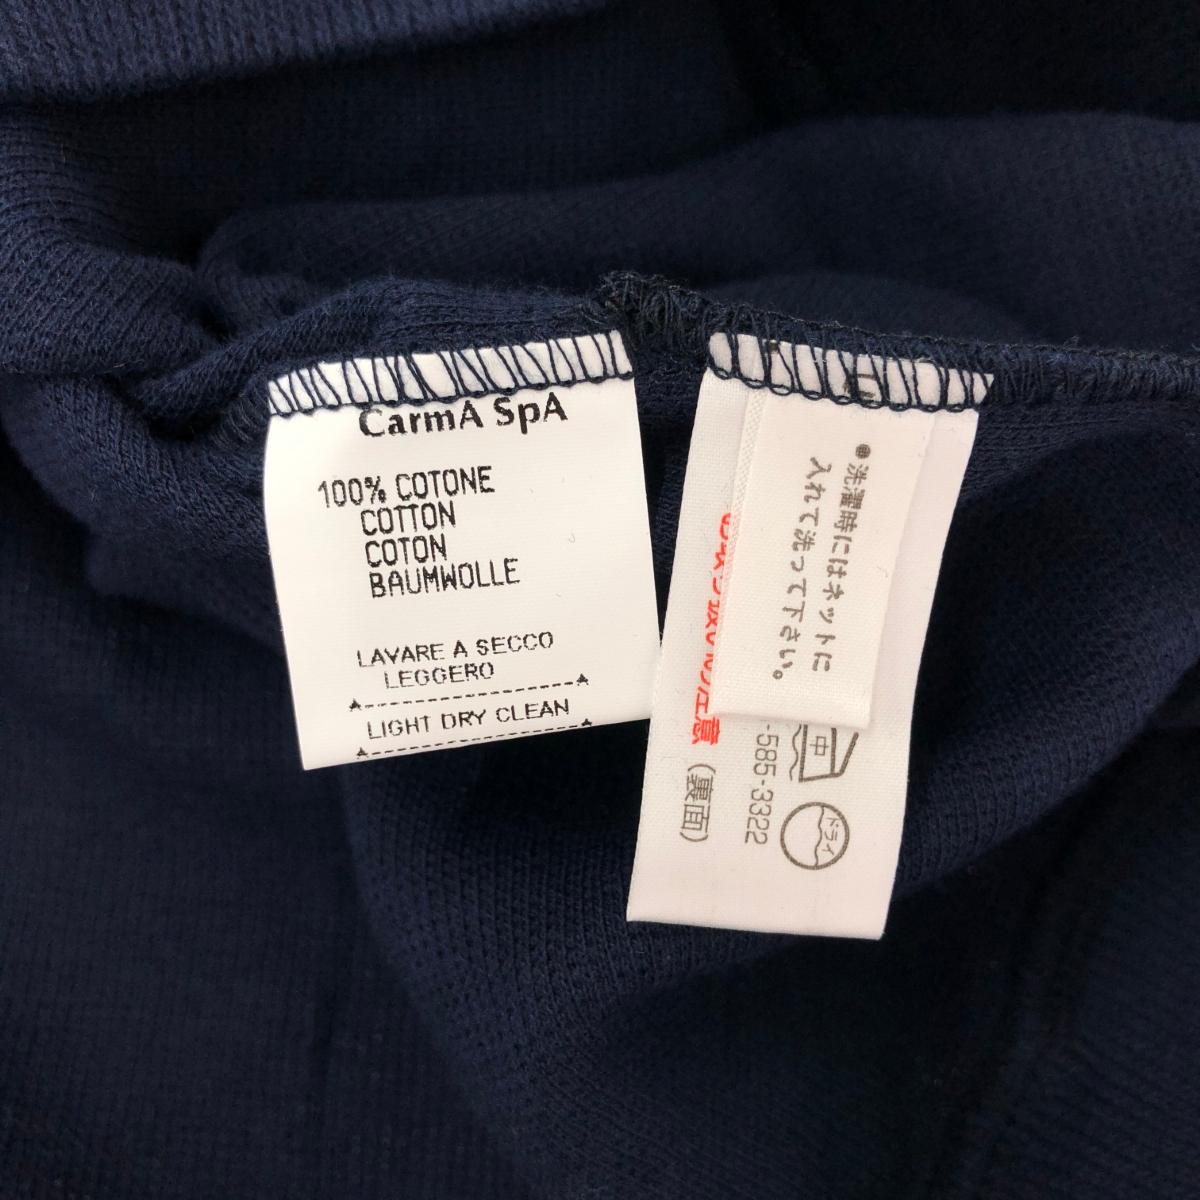 CarmA SpA
100% COTONE
COTTON
COTON
BAUMWOLLE
LAVARE A SECCO
LEGGERO
LIGHT DRY CLEAN
●洗濯時にはネットに
入れて洗って下さい。
注意
(裏面)
-585-3322
中
ドライ